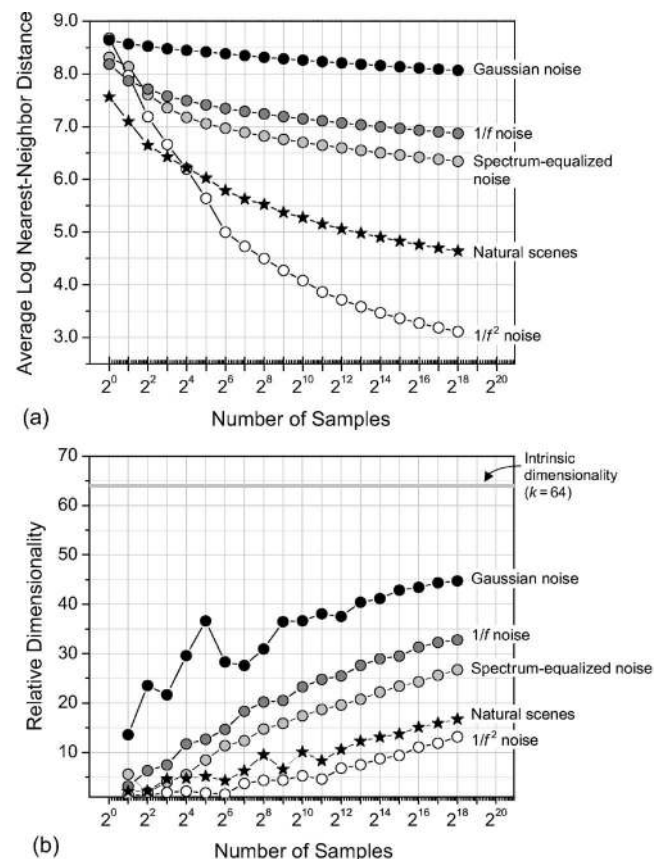 9.0
8.0
7.0
6.0
5.0
4.0
3.0
Average Log Nearest-Neighbor Distance
Gaussian noise
1/f noise
Spectrum-equalized
noise
Natural scenes
1/f² noise
2⁰ 2² 2⁴ 2⁶ 2⁸ 2¹⁰ 2¹² 2¹⁴ 2¹⁶ 2¹⁸ 2²⁰
(a)
Number of Samples
70
60
50
40
30
20
10
Relative Dimensionality
Intrinsic
dimensionality
(k = 64)
Gaussian noise
1/f noise
Spectrum-equalized noise
Natural scenes
1/f² noise
2⁰ 2² 2⁴ 2⁶ 2⁸ 2¹⁰ 2¹² 2¹⁴ 2¹⁶ 2¹⁸ 2²⁰
(b)
Number of Samples